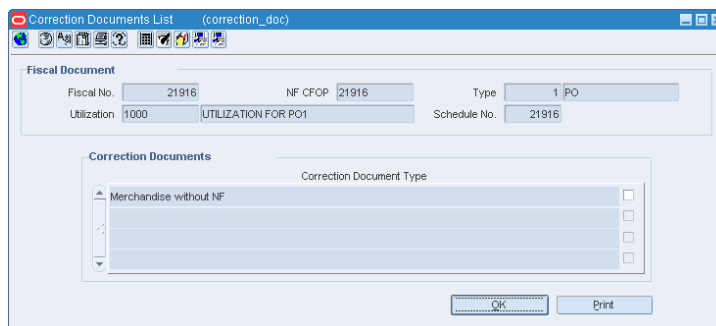 Correction Documents List (correction_doc)
Fiscal Document
Fiscal No. 21916 NF CFOP 21916 Type 1 PO
Utilization 1000 UTILIZATION FOR PO1 Schedule No. 21916
Correction Documents
Correction Document Type
Merchandise without NF
OK Print